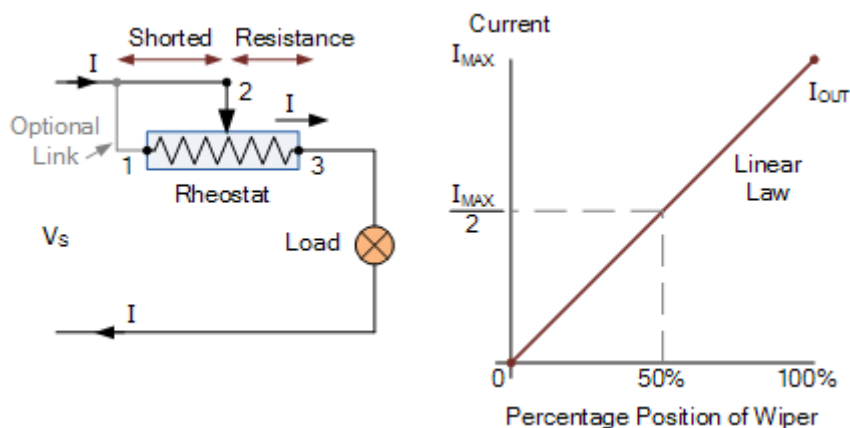 Shorted Resistance
I
2
I
Optional
Link
1
3
Rheostat
Vs
Load
I
Current
IMAX
IOUT
Linear
Law
IMAX
2
0
50%
100%
Percentage Position of Wiper